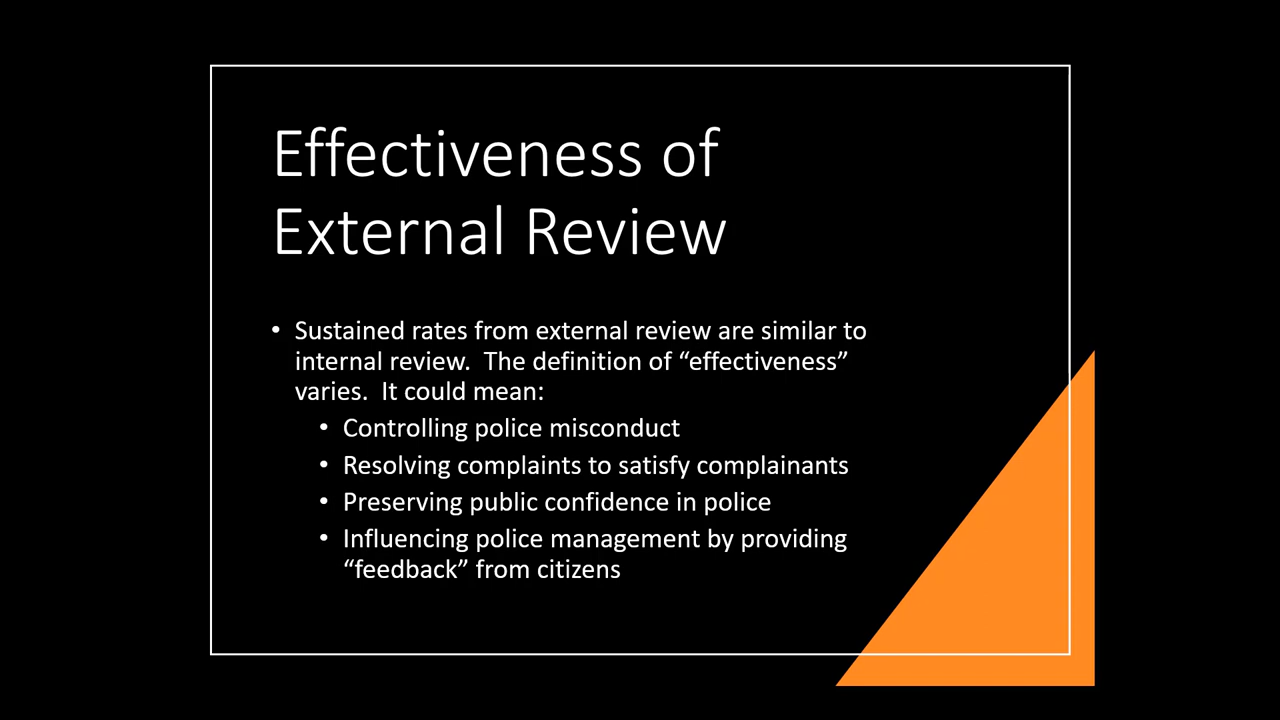 Effectiveness of
External Review
• Sustained rates from external review are similar to
internal review.  The definition of “effectiveness”
varies.  It could mean:
• Controlling police misconduct
• Resolving complaints to satisfy complainants
• Preserving public confidence in police
• Influencing police management by providing
“feedback” from citizens